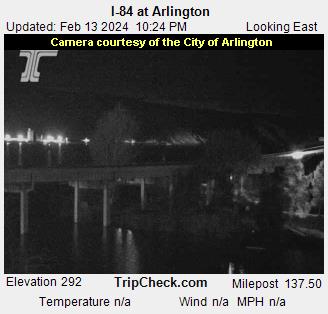 I-84 at Arlington
Updated: Feb 13 2024 10:24 PM Looking East
Camera courtesy of the City of Arlington
Elevation 292 TripCheck.com Milepost 137.50
Temperature n/a Wind n/a MPH n/a